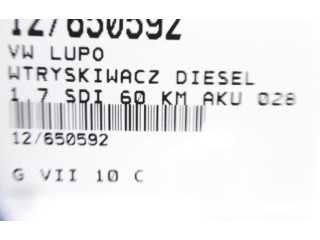 12/650592
VW LUPO
WTRYSKIWACZ DIESEL
1.7 SDI 60 KM AKU 028
12/650592
G VII 10 C